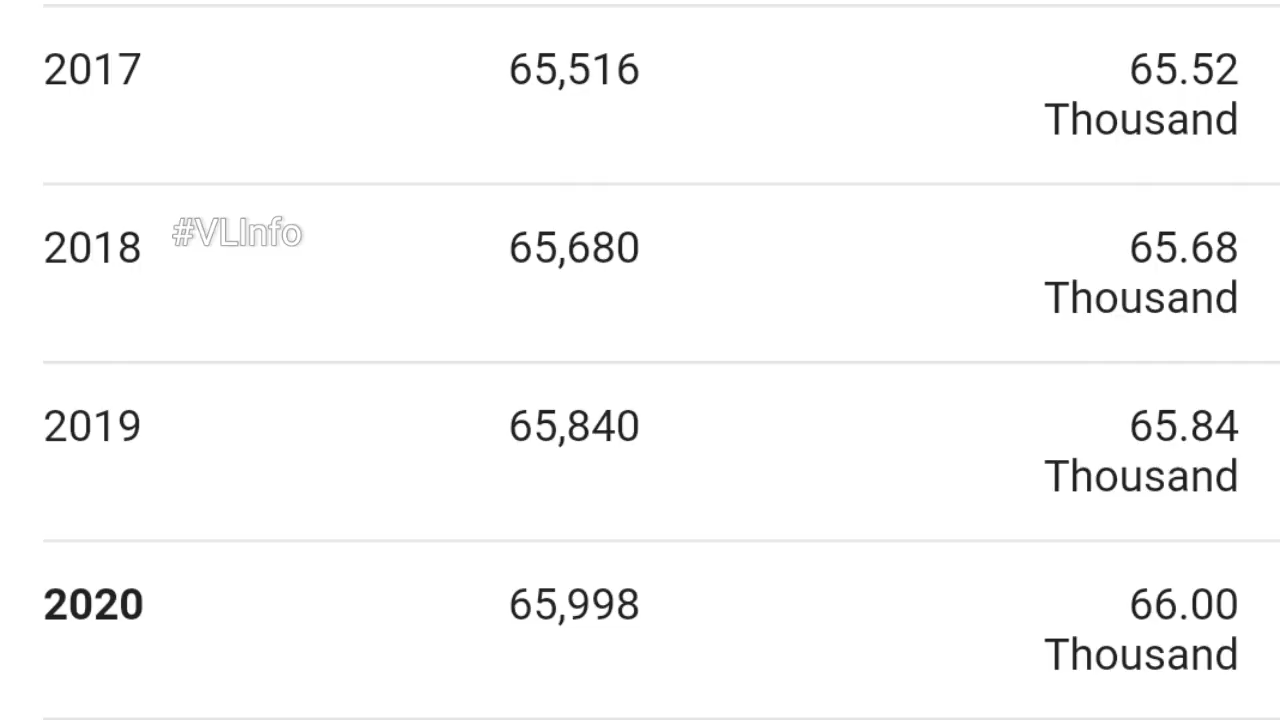 2017 65,516 65.52
Thousand
2018 #VLInfo 65,680 65.68
Thousand
2019 65,840 65.84
Thousand
2020 65,998 66.00
Thousand